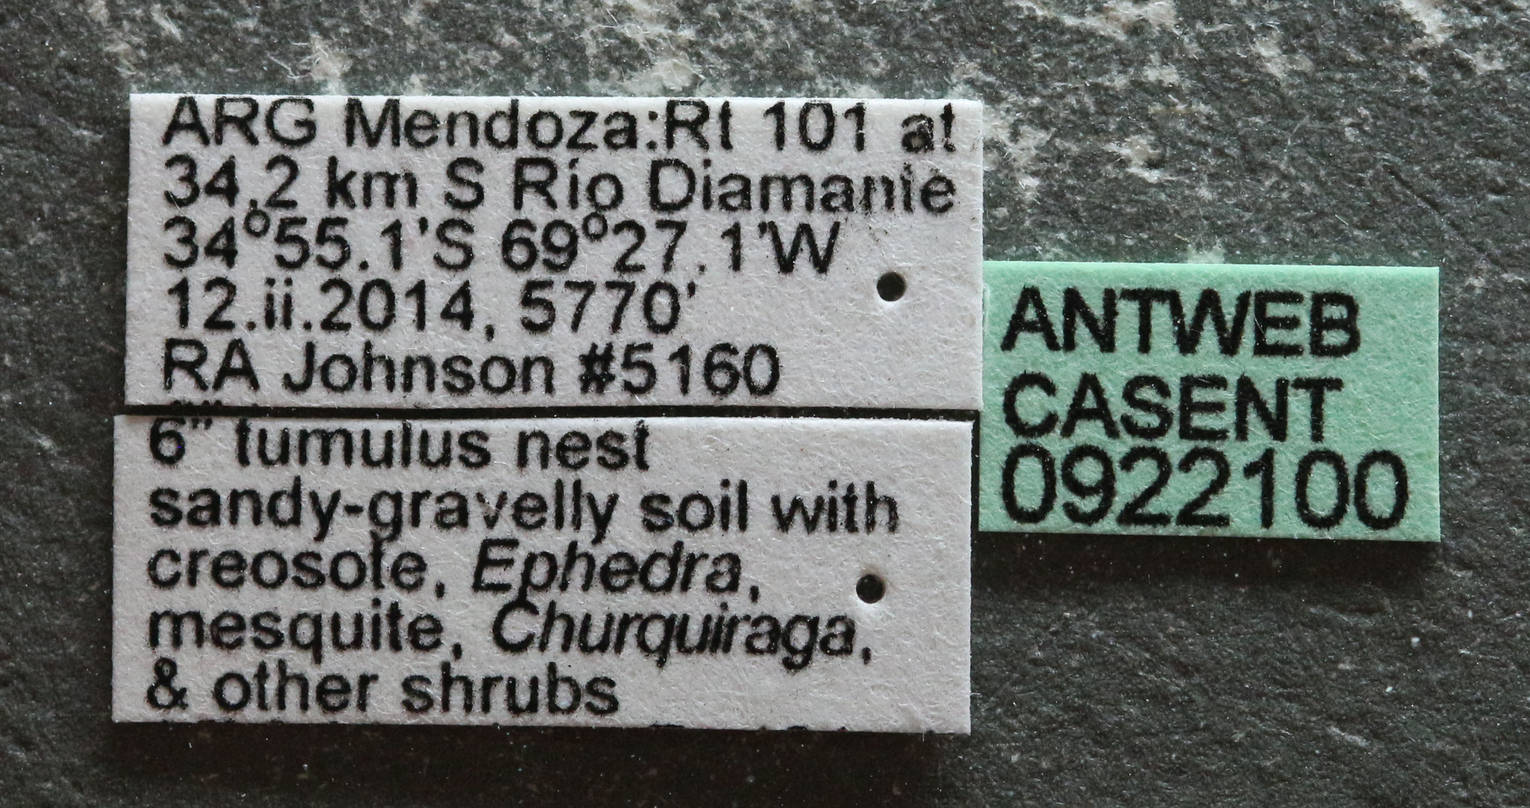 ARG Mendoza:Rt 101 at
34.2 km S Río Diamante
34°55.1'S 69°27.1'W
12.ii.2014, 5770'
RA Johnson #5160
6" tumulus nest
sandy-gravelly soil with
creosote, Ephedra,
mesquite, Churquiraga,
& other shrubs
ANTWEB
CASENT
0922100